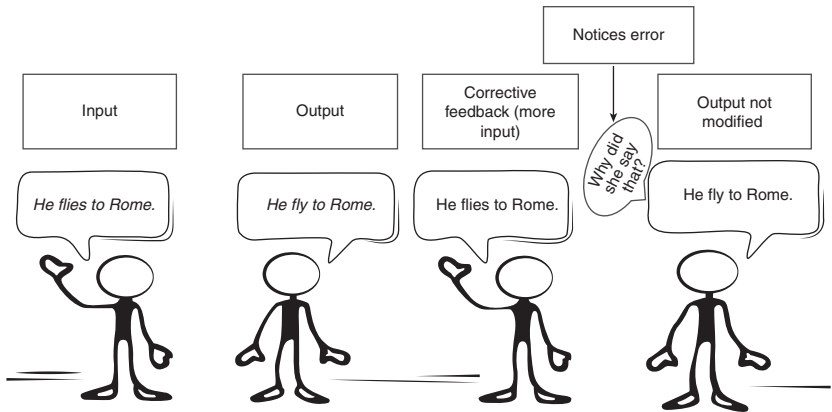 Notices error
Input
Output
Corrective
feedback (more
input)
Output not
modified
He flies to Rome.
He fly to Rome.
He flies to Rome.
Why did
she say
that?
He fly to Rome.